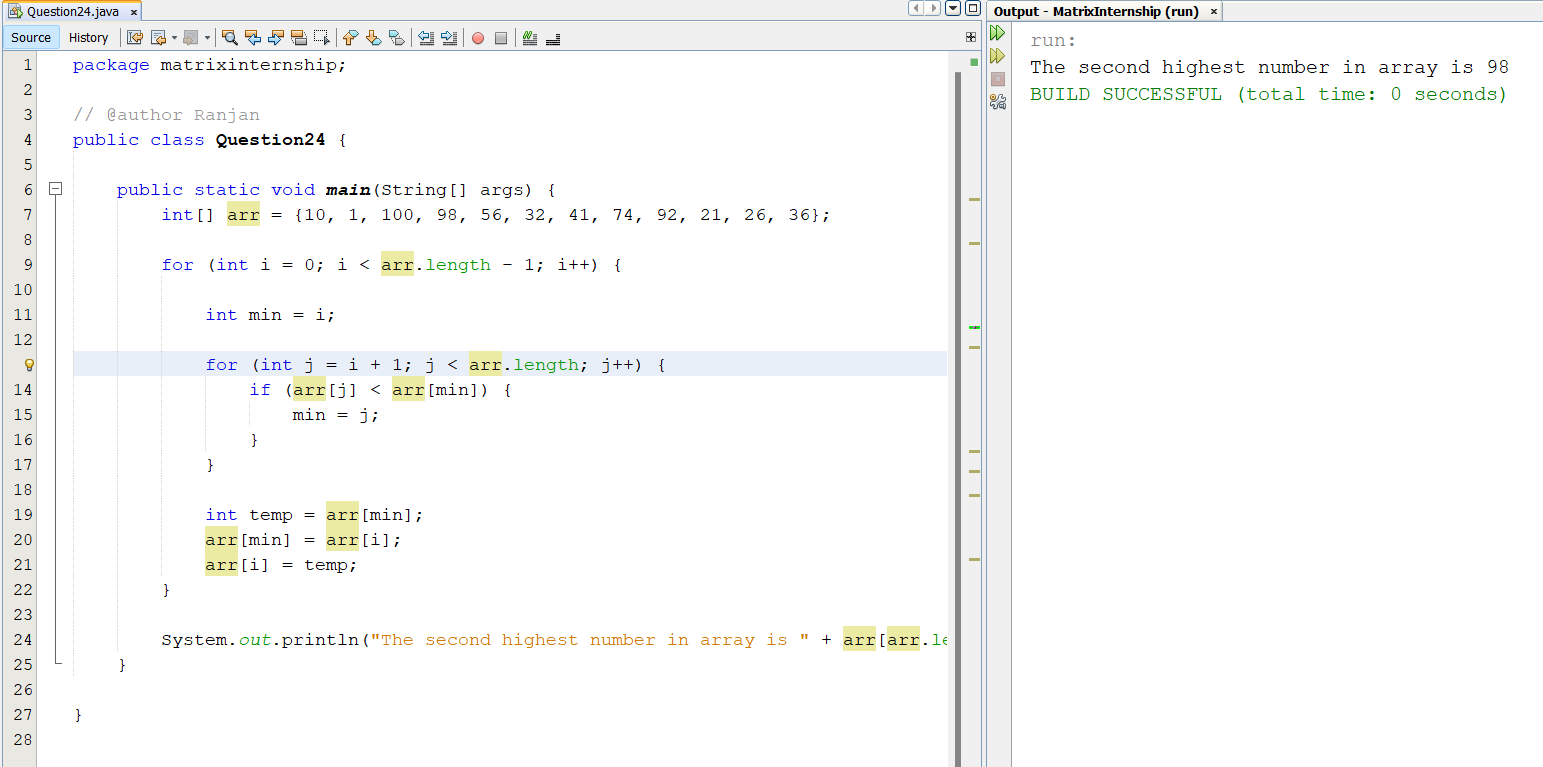 Question24.java ×
Source History
1 package matrixinternship;
2
3 // @author Ranjan
4 public class Question24 {
5
6 public static void main(String[] args) {
7 int[] arr = {10, 1, 100, 98, 56, 32, 41, 74, 92, 21, 26, 36};
8
9 for (int i = 0; i < arr.length - 1; i++) {
10
11 int min = i;
12
for (int j = i + 1; j < arr.length; j++) {
14 if (arr[j] < arr[min]) {
15 min = j;
16 }
17 }
18
19 int temp = arr[min];
20 arr[min] = arr[i];
21 arr[i] = temp;
22 }
23
24 System.out.println("The second highest number in array is " + arr[arr.le
25 }
26
27 }
28
Output - MatrixInternship (run) ×
run:
The second highest number in array is 98
BUILD SUCCESSFUL (total time: 0 seconds)